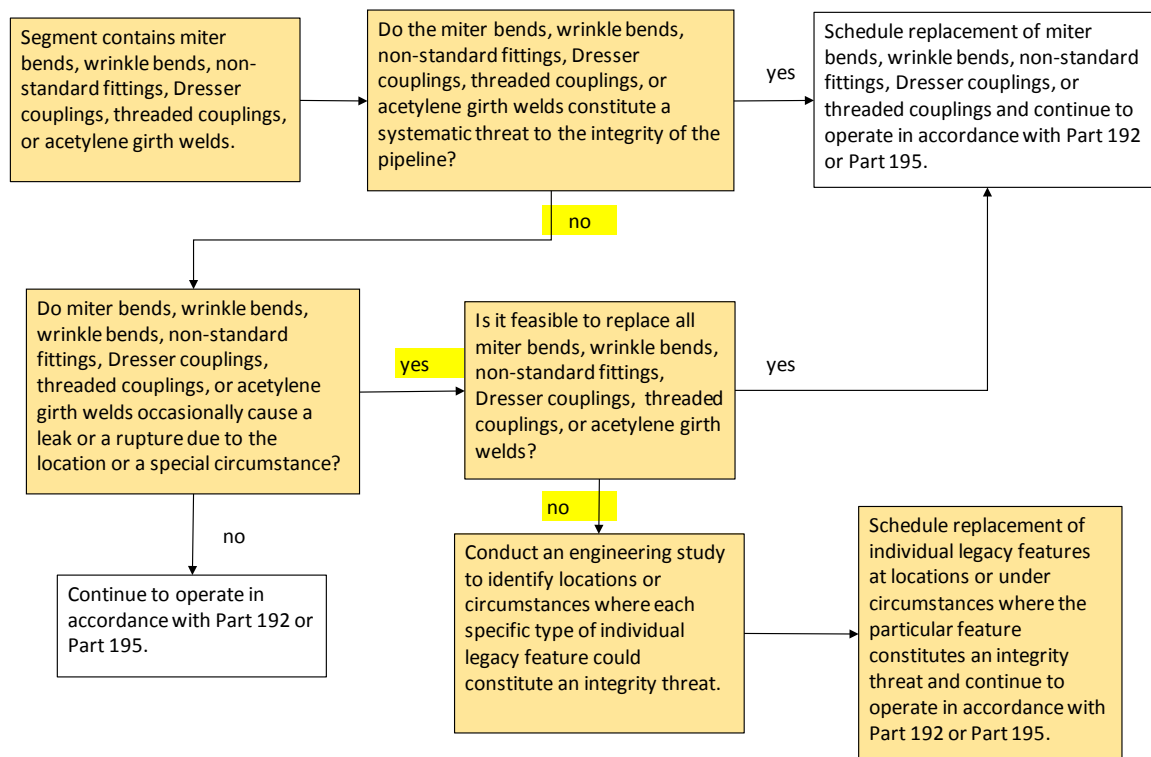 Segment contains miter
bends, wrinkle bends, non-
standard fittings, Dresser
couplings, threaded couplings,
or acetylene girth welds.
Do the miter bends, wrinkle bends,
non-standard fittings, Dresser
couplings, threaded couplings, or
acetylene girth welds constitute a
systematic threat to the integrity of the
pipeline?
yes
Schedule replacement of miter
bends, wrinkle bends, non-standard
fittings, Dresser couplings, or
threaded couplings and continue to
operate in accordance with Part 192
or Part 195.
no
Do miter bends, wrinkle bends,
wrinkle bends, non-standard
fittings, Dresser couplings,
threaded couplings, or acetylene
girth welds occasionally cause a
leak or a rupture due to the
location or a special circumstance?
yes
Is it feasible to replace all
miter bends, wrinkle bends,
non-standard fittings,
Dresser couplings, threaded
couplings, or acetylene girth
welds?
yes
no
no
Continue to operate in
accordance with Part 192 or
Part 195.
Conduct an engineering study
to identify locations or
circumstances where each
specific type of individual
legacy feature could
constitute an integrity threat.
Schedule replacement of
individual legacy features
at locations or under
circumstances where the
particular feature
constitutes an integrity
threat and continue to
operate in accordance with
Part 192 or Part 195.